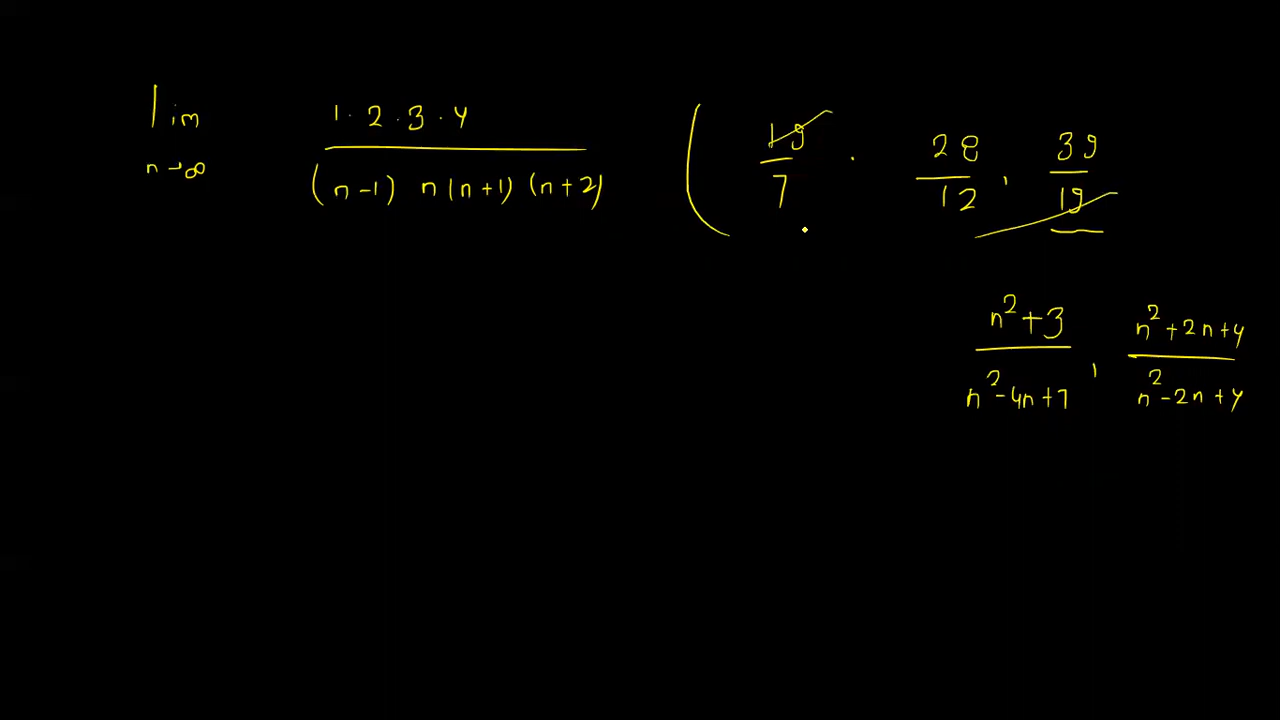 lim n→∞ 1·2·3·4 / (n-1) n(n+1) (n+2) ( 19/7 · 28/12 , 39/19
n²+3 / n²-4n+7 , n²+2n+4 / n²-2n+4